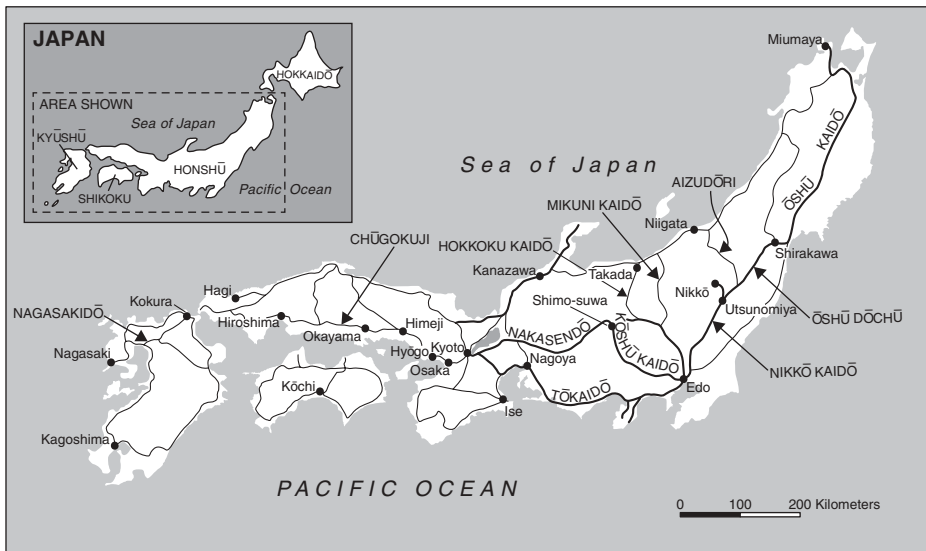 JAPAN
HOKKAIDŌ
AREA SHOWN
Sea of Japan
KYŪSHŪ
HONSHŪ
SHIKOKU
Pacific Ocean
Miumaya
KAIDŌ
ŌSHŪ
Sea of Japan
AIZUDŌRI
MIKUNI KAIDŌ
Niigata
CHŪGOKUJI
HOKKOKU KAIDŌ
Shirakawa
Kanazawa
Takada
Nikkō
Hagi
Kokura
Shimo-suwa
Utsunomiya
NAGASAKIDŌ
Hiroshima
Himeji
ŌSHŪ DŌCHŪ
Okayama
NAKASENDŌ
KŌSHŪ KAIDŌ
Hyōgo
Kyoto
Nagasaki
Osaka
Nagoya
NIKKŌ KAIDŌ
Kōchi
TŌKAIDŌ
Edo
Ise
Kagoshima
PACIFIC OCEAN
0 100 200 Kilometers